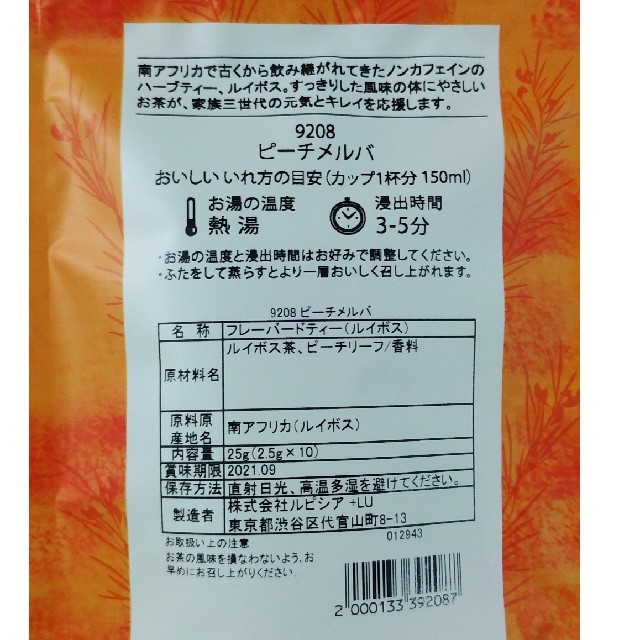 南アフリカで古くから飲み継がれてきたノンカフェインの
ハーブティー、ルイボス。すっきりした風味の体にやさしい
お茶が、家族三世代の元気とキレイを応援します。
9208
ピーチメルバ
おいしい いれ方の目安(カップ1杯分 150ml)
お湯の温度 浸出時間
熱湯 3-5分
・お湯の温度と浸出時間はお好みで調整してください。
・ふたをして蒸らすとより一層おいしく召し上がれます。
9208 ピーチメルバ
名 称 フレーバードティー(ルイボス)
原材料名 ルイボス茶、ピーチリーフ/香料
原料原
産地名 南アフリカ(ルイボス)
内容量 25g(2.5g×10)
賞味期限 2021.09
保存方法 直射日光、高温多湿を避けてください。
製造者 株式会社ルピシア +LU
東京都渋谷区代官山町8-13
お取扱い上の注意 012943
お茶の風味を損なわないよう、お
早めにお召し上がりください。
2000133 392087